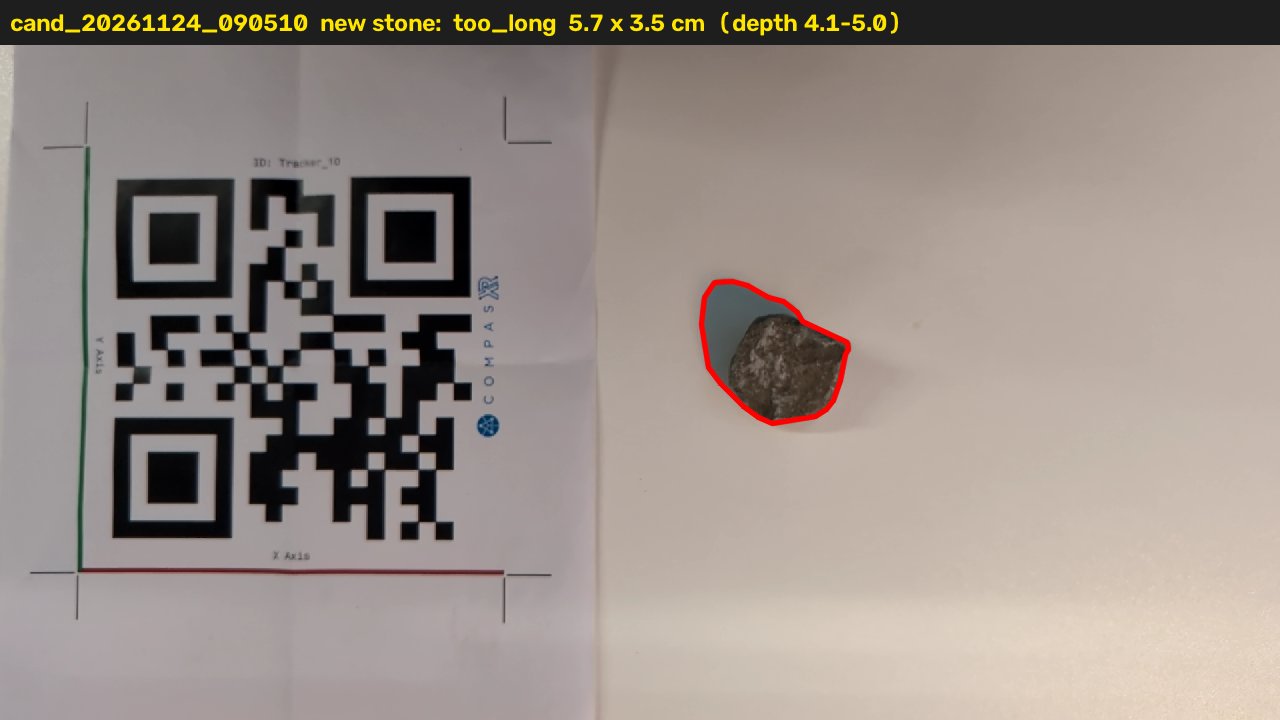 cand_20261124_090510 new stone: too_long 5.7 x 3.5 cm (depth 4.1-5.0)
ID: Tracker_10
Y Axis
COMPAS XR
X Axis